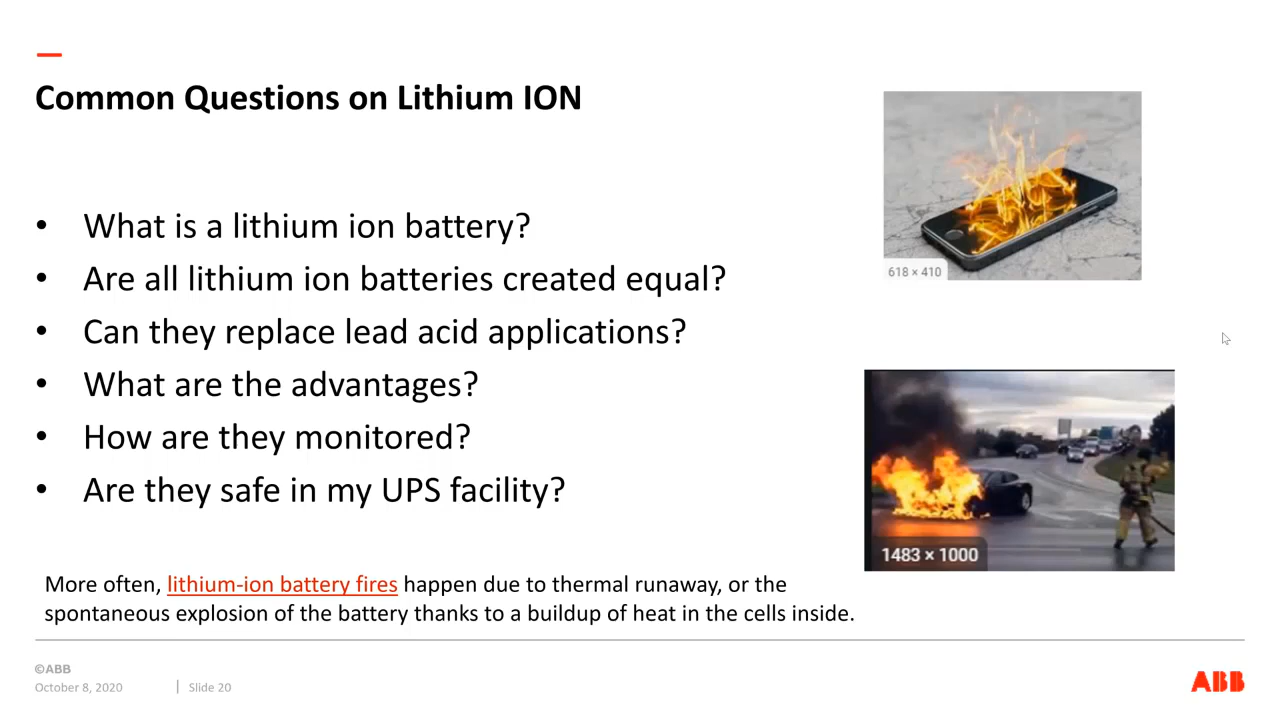 Common Questions on Lithium ION
• What is a lithium ion battery?
• Are all lithium ion batteries created equal?
• Can they replace lead acid applications?
• What are the advantages?
• How are they monitored?
• Are they safe in my UPS facility?
618 × 410
1483 × 1000
More often, lithium-ion battery fires happen due to thermal runaway, or the
spontaneous explosion of the battery thanks to a buildup of heat in the cells inside.
©ABB
October 8, 2020 | Slide 20
ABB